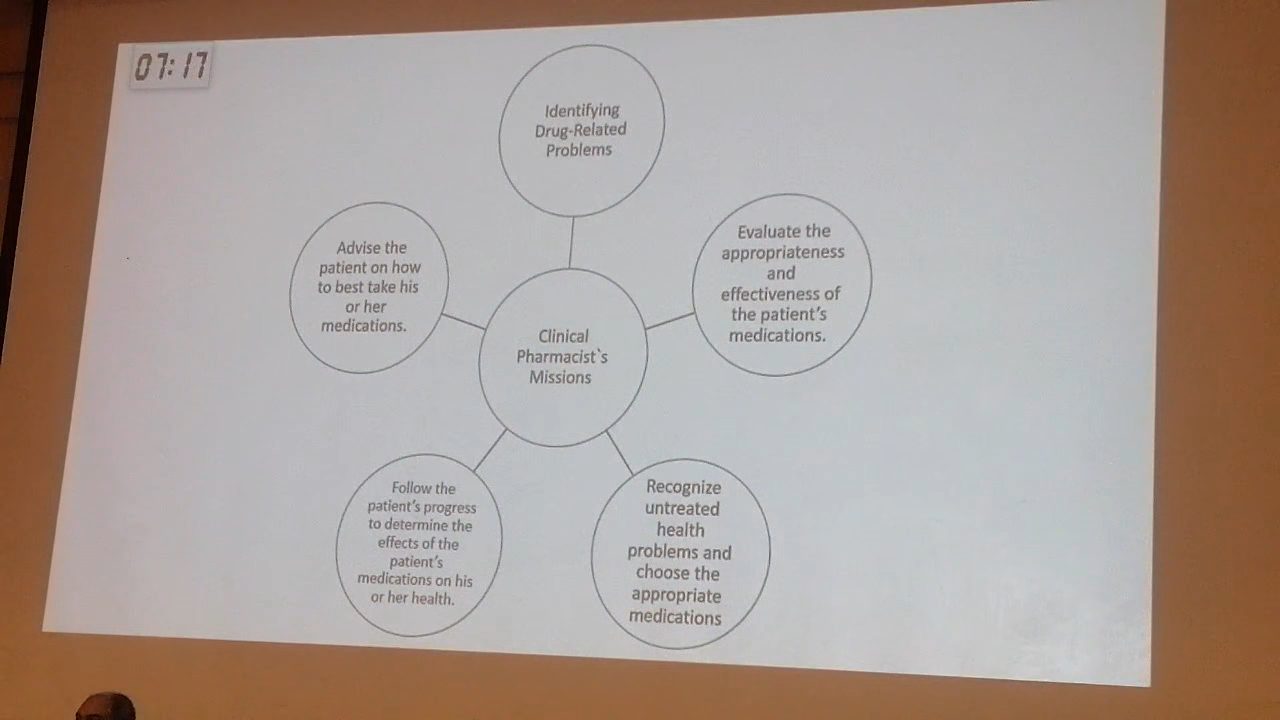 07:17
Identifying
Drug-Related
Problems
Evaluate the
appropriateness
and
effectiveness of
the patient's
medications.
Recognize
untreated
health
problems and
choose the
appropriate
medications
Follow the
patient's progress
to determine the
effects of the
patient's
medications on his
or her health.
Advise the
patient on how
to best take his
or her
medications.
Clinical
Pharmacist`s
Missions